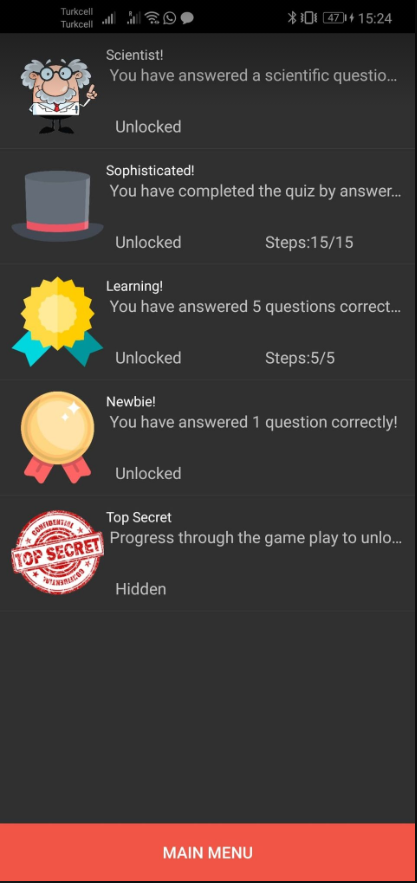 Turkcell
Turkcell
47
15:24
Scientist!
You have answered a scientific questio...
Unlocked
Sophisticated!
You have completed the quiz by answer...
Unlocked Steps:15/15
Learning!
You have answered 5 questions correct...
Unlocked Steps:5/5
Newbie!
You have answered 1 question correctly!
Unlocked
CONFIDENTIAL
TOP SECRET
CONFIDENTIAL
Top Secret
Progress through the game play to unlo...
Hidden
MAIN MENU